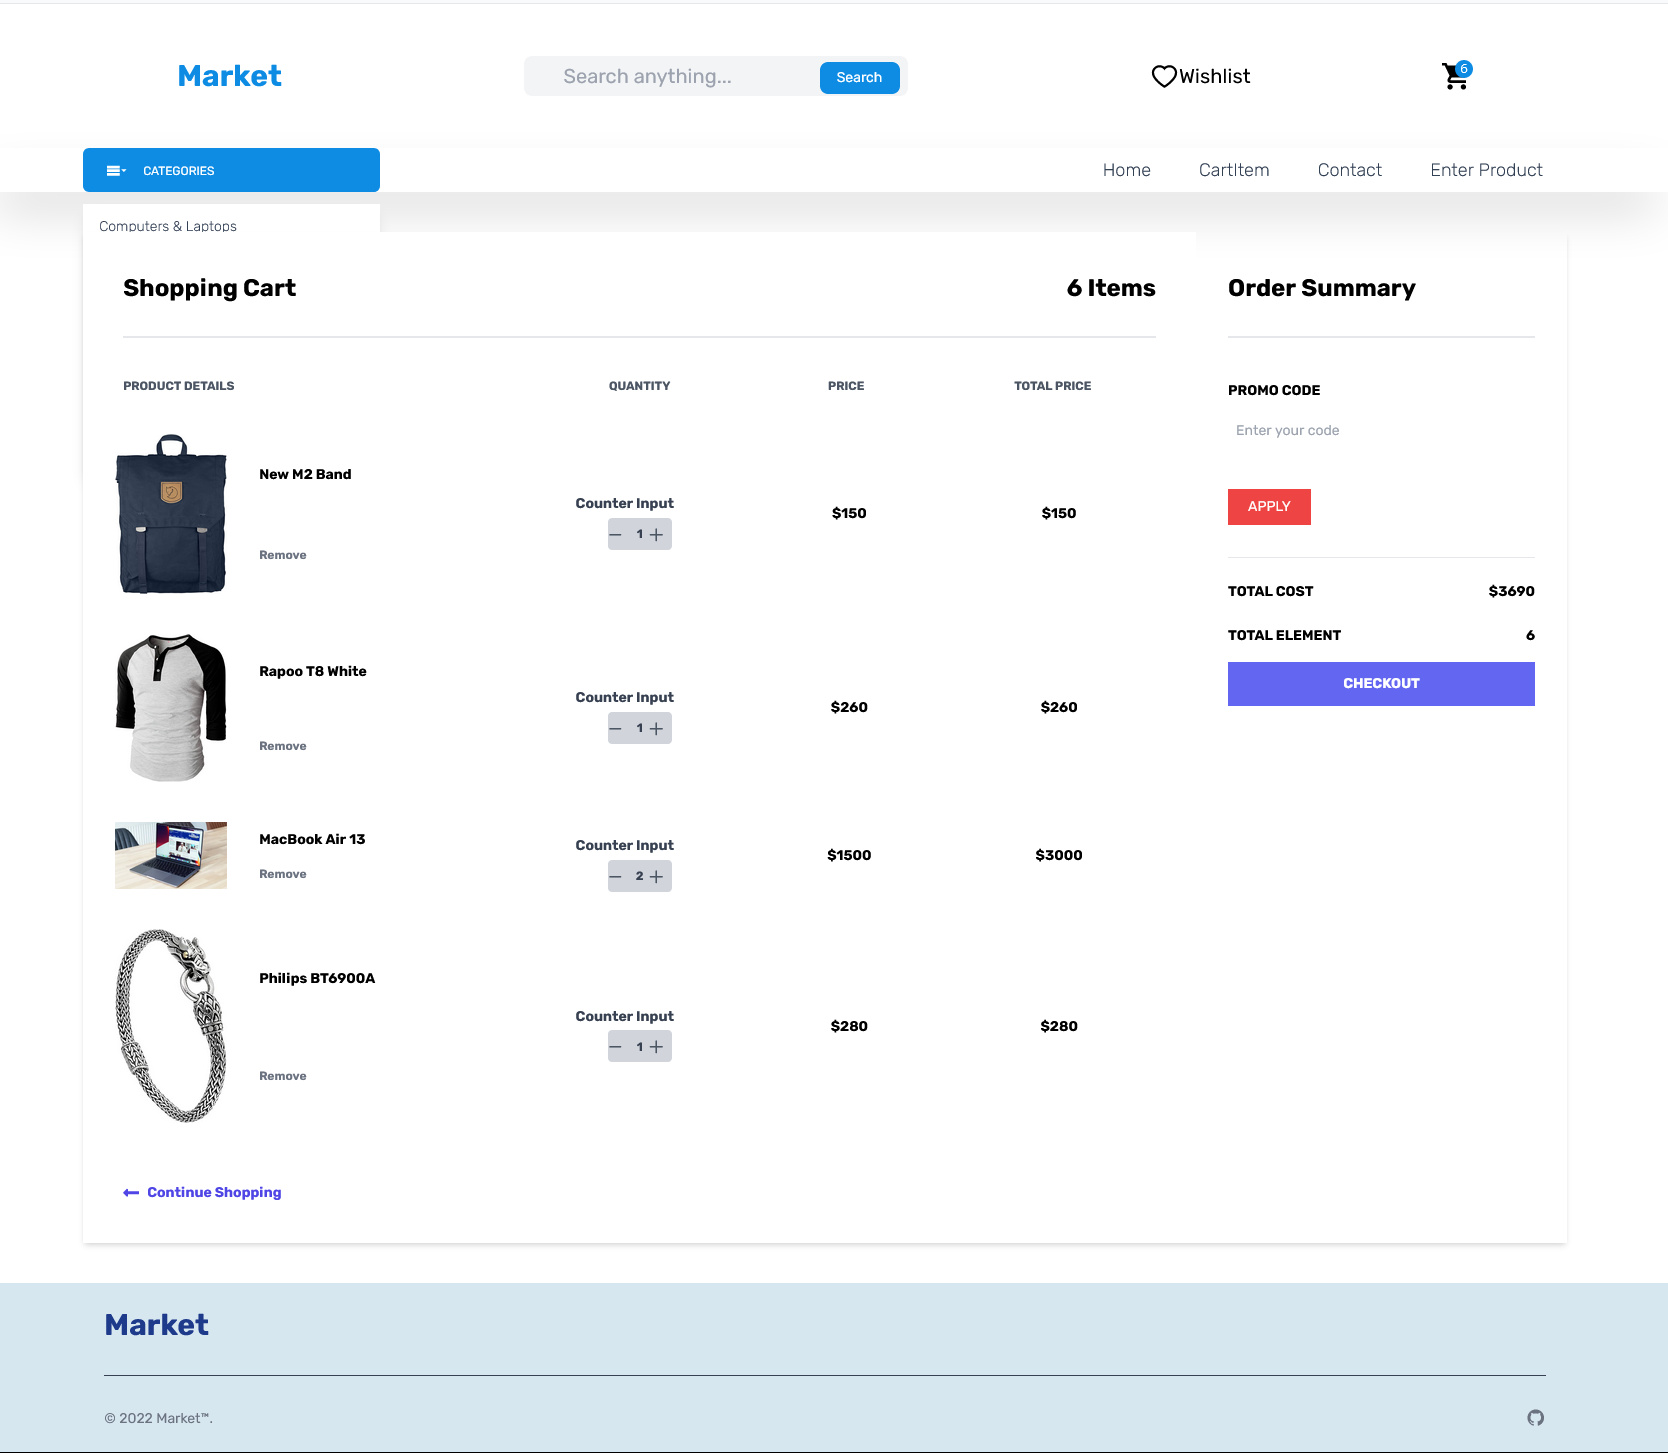 Market
Search anything...
Search
Wishlist
6
CATEGORIES
Home
CartItem
Contact
Enter Product
Computers & Laptops
Shopping Cart
6 Items
Order Summary
PRODUCT DETAILS
QUANTITY
PRICE
TOTAL PRICE
PROMO CODE
Enter your code
APPLY
TOTAL COST
$3690
TOTAL ELEMENT
6
CHECKOUT
New M2 Band
Remove
Counter Input
− 1 +
$150
$150
Rapoo T8 White
Remove
Counter Input
− 1 +
$260
$260
MacBook Air 13
Remove
Counter Input
− 2 +
$1500
$3000
Philips BT6900A
Remove
Counter Input
− 1 +
$280
$280
Continue Shopping
Market
© 2022 Market™.